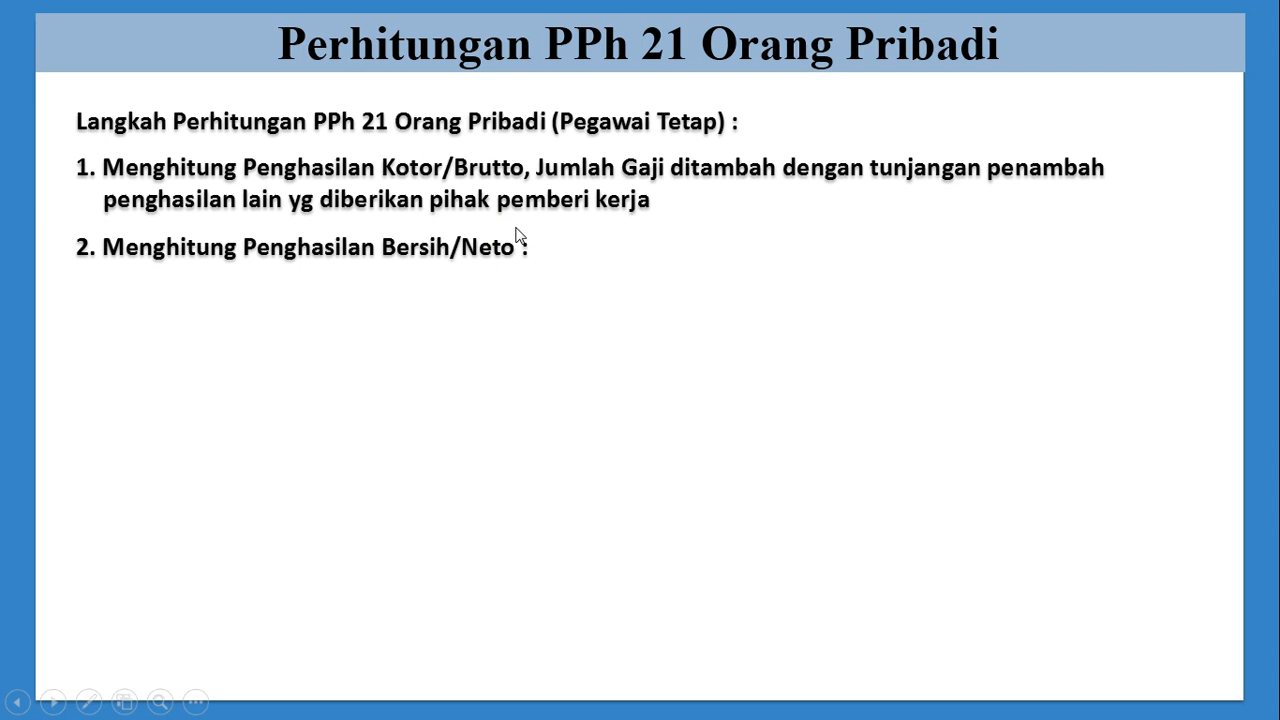 Perhitungan PPh 21 Orang Pribadi
Langkah Perhitungan PPh 21 Orang Pribadi (Pegawai Tetap) :
1. Menghitung Penghasilan Kotor/Brutto, Jumlah Gaji ditambah dengan tunjangan penambah
penghasilan lain yg diberikan pihak pemberi kerja
2. Menghitung Penghasilan Bersih/Neto :